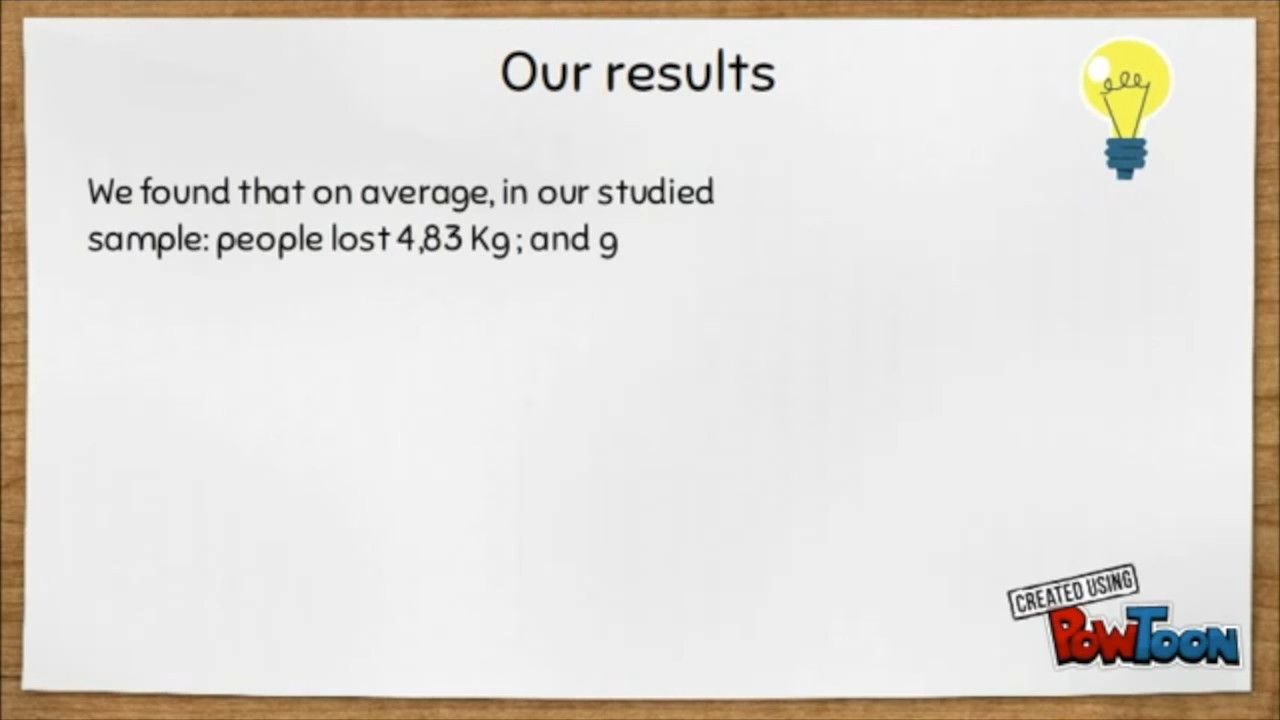 Our results
We found that on average, in our studied
sample: people lost 4,83 Kg; and g
CREATED USING
POWTOON